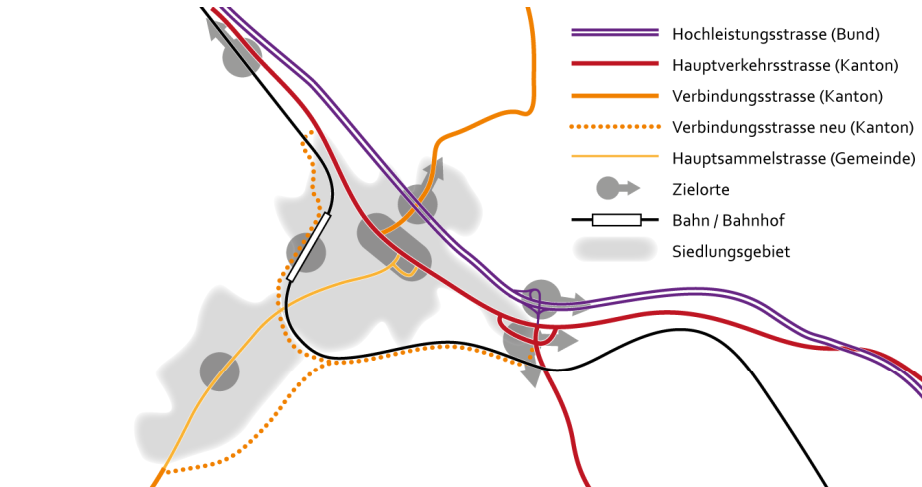 Hochleistungsstrasse (Bund)
Hauptverkehrsstrasse (Kanton)
Verbindungsstrasse (Kanton)
Verbindungsstrasse neu (Kanton)
Hauptsammelstrasse (Gemeinde)
Zielorte
Bahn / Bahnhof
Siedlungsgebiet